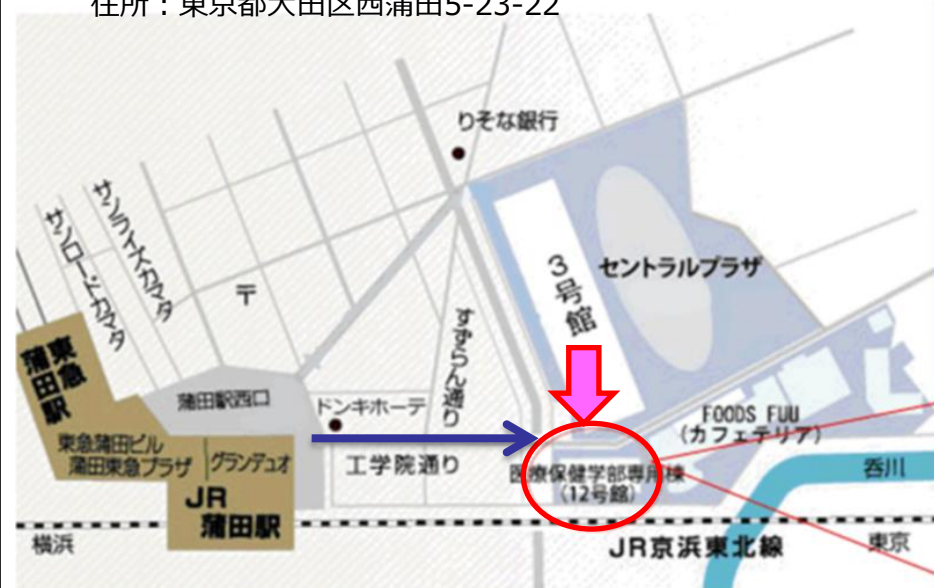 住所：東京都大田区西蒲田5-23-22
りそな銀行
サンライズカマタ
サンロードカマタ
〒
3号館
セントラルプラザ
すずらん通り
東急
蒲田駅
蒲田駅西口
ドンキホーテ
FOODS FUU
(カフェテリア)
東急蒲田ビル
蒲田東急プラザ
グランデュオ
工学院通り
医療保健学部専用棟
(12号館)
呑川
JR
蒲田駅
横浜
JR京浜東北線
東京